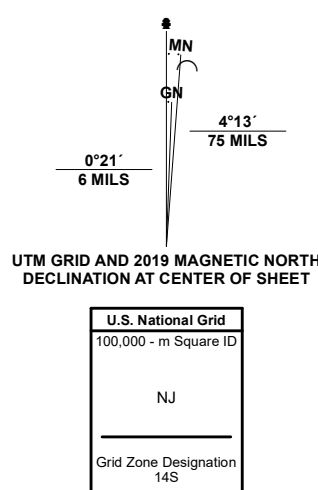 MN
GN
4°13´
75 MILS
0°21´
6 MILS
UTM GRID AND 2019 MAGNETIC NORTH
DECLINATION AT CENTER OF SHEET
U.S. National Grid
100,000 - m Square ID
NJ
Grid Zone Designation
14S